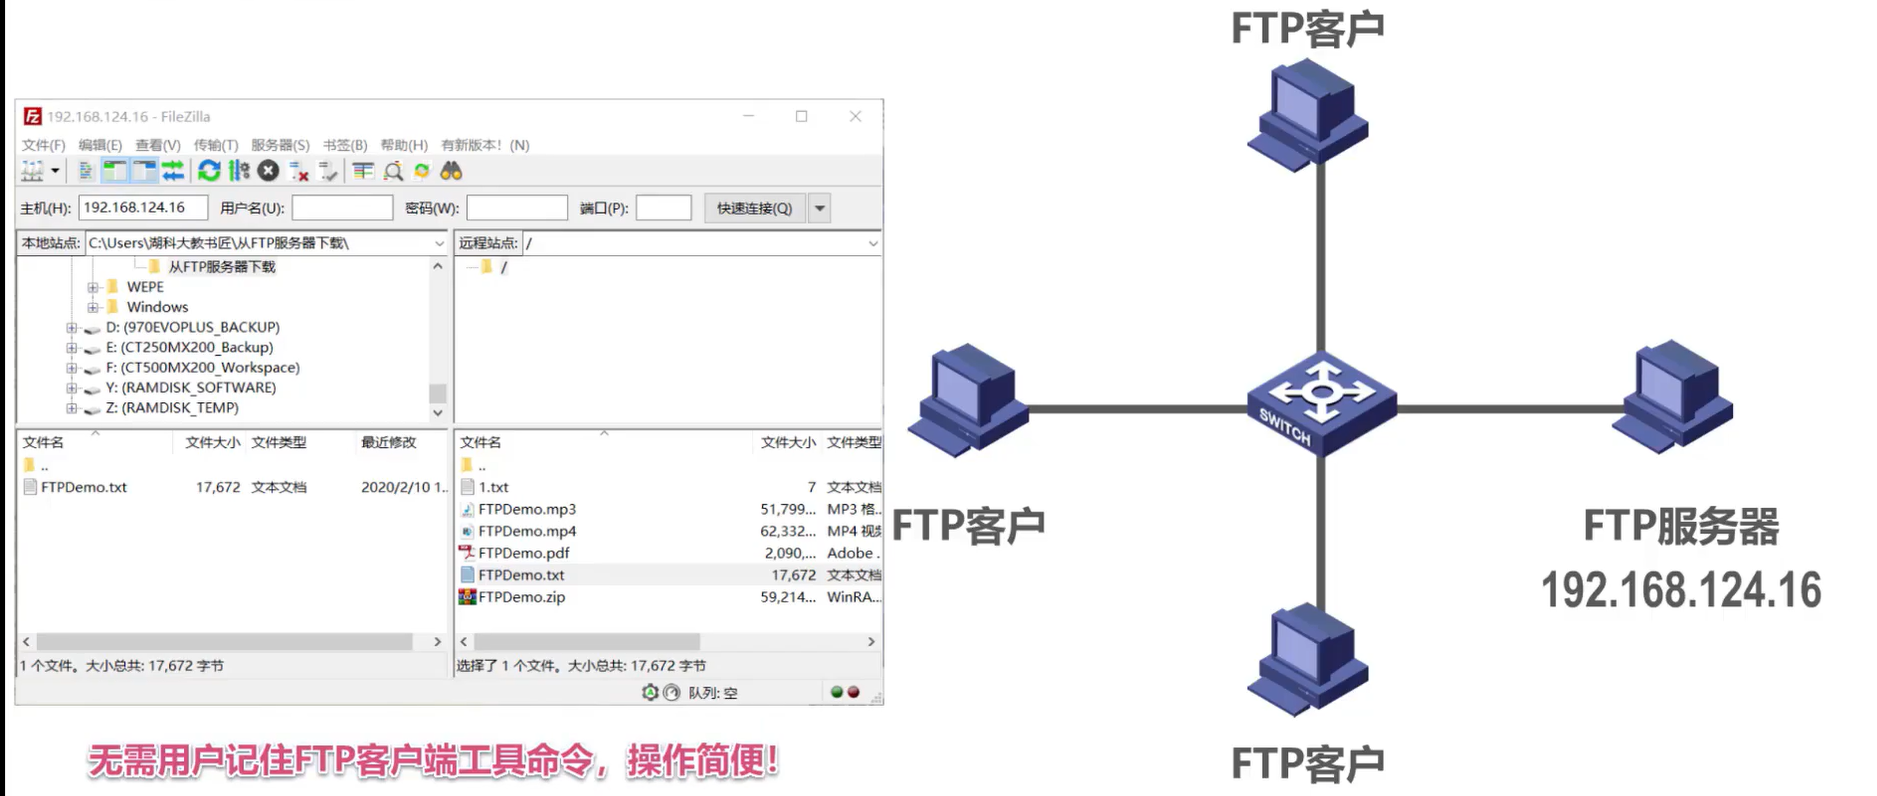 FTP客户
192.168.124.16 - FileZilla
文件(F) 编辑(E) 查看(V) 传输(T) 服务器(S) 书签(B) 帮助(H) 有新版本! (N)
主机(H): 192.168.124.16 用户名(U): 密码(W): 端口(P): 快速连接(Q)
本地站点: C:\Users\湖科大教书匠\从FTP服务器下载\
从FTP服务器下载
WEPE
Windows
D: (970EVOPLUS_BACKUP)
E: (CT250MX200_Backup)
F: (CT500MX200_Workspace)
Y: (RAMDISK_SOFTWARE)
Z: (RAMDISK_TEMP)
远程站点: /
/
文件名 文件大小 文件类型 最近修改
..
FTPDemo.txt 17,672 文本文档 2020/2/10 1...
1 个文件。大小总共: 17,672 字节
文件名 文件大小 文件类型
..
1.txt 7 文本文档
FTPDemo.mp3 51,799... MP3 格...
FTPDemo.mp4 62,332... MP4 视频
FTPDemo.pdf 2,090,... Adobe .
FTPDemo.txt 17,672 文本文档
FTPDemo.zip 59,214... WinRA...
选择了 1 个文件。大小总共: 17,672 字节
队列: 空
无需用户记住FTP客户端工具命令，操作简便！
FTP客户
SWITCH
FTP服务器
192.168.124.16
FTP客户